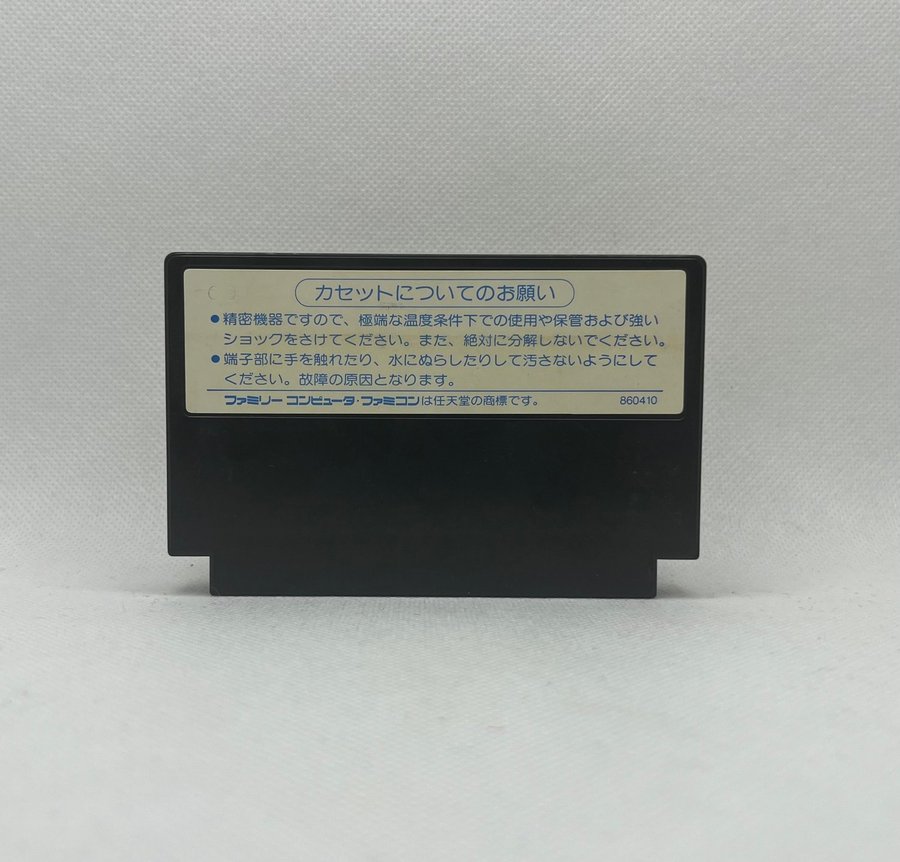 カセットについてのお願い
●精密機器ですので、極端な温度条件下での使用や保管および強い
ショックをさけてください。また、絶対に分解しないでください。
●端子部に手を触れたり、水にぬらしたりして汚さないようにして
ください。故障の原因となります。
ファミリー コンピュータ・ファミコンは任天堂の商標です。 860410